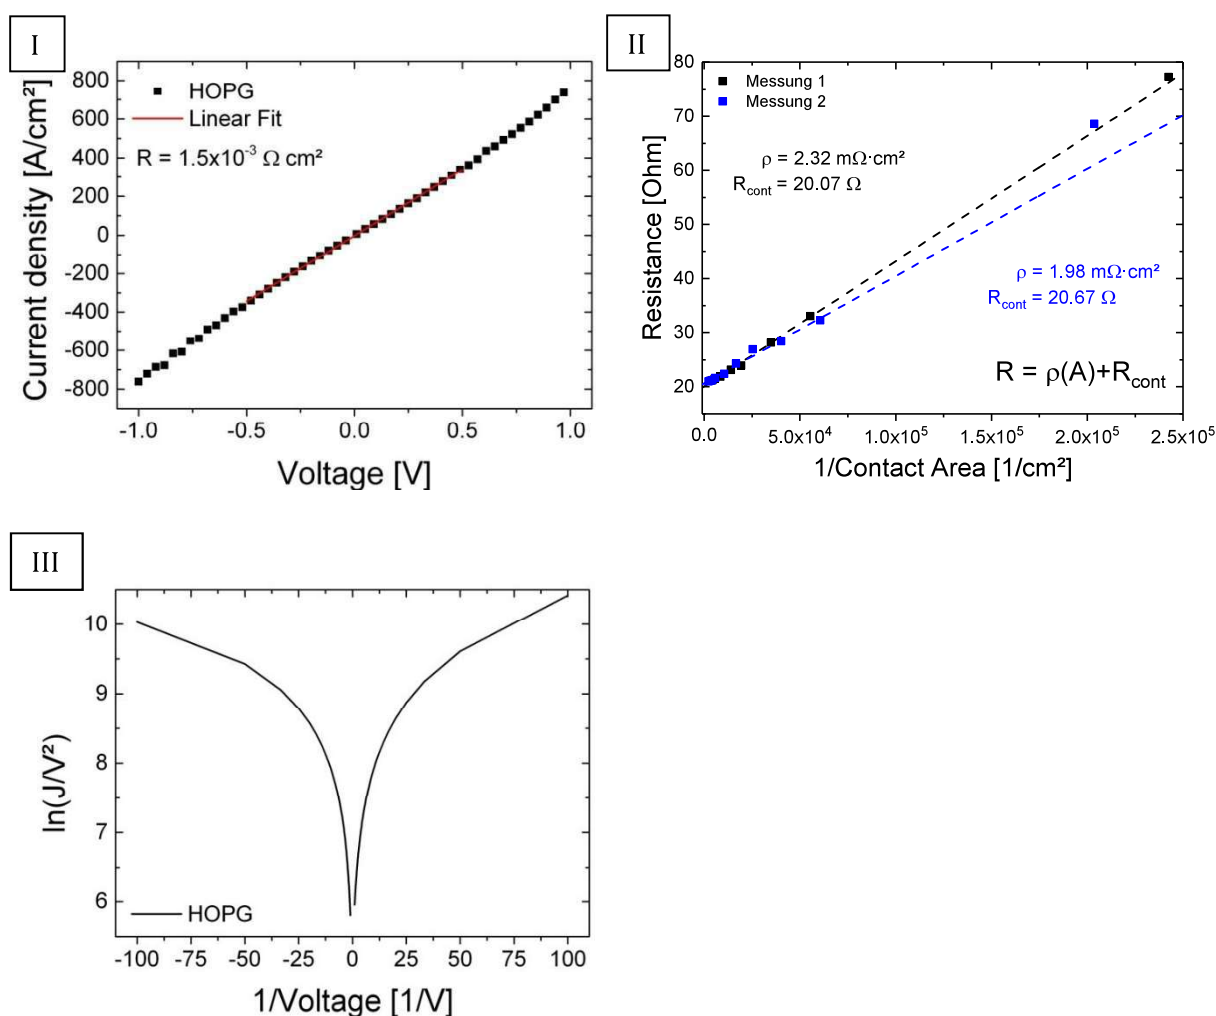 I
800
600
400
200
0
-200
-400
-600
-800
Current density [A/cm²]
HOPG
Linear Fit
R = 1.5x10⁻³ Ω cm²
-1.0 -0.5 0.0 0.5 1.0
Voltage [V]
II
80
70
60
50
40
30
20
Resistance [Ohm]
Messung 1
Messung 2
ρ = 2.32 mΩ·cm²
Rcont = 20.07 Ω
ρ = 1.98 mΩ·cm²
Rcont = 20.67 Ω
R = ρ(A)+Rcont
0.0 5.0x10⁴ 1.0x10⁵ 1.5x10⁵ 2.0x10⁵ 2.5x10⁵
1/Contact Area [1/cm²]
III
10
9
8
7
6
ln(J/V²)
HOPG
-100 -75 -50 -25 0 25 50 75 100
1/Voltage [1/V]